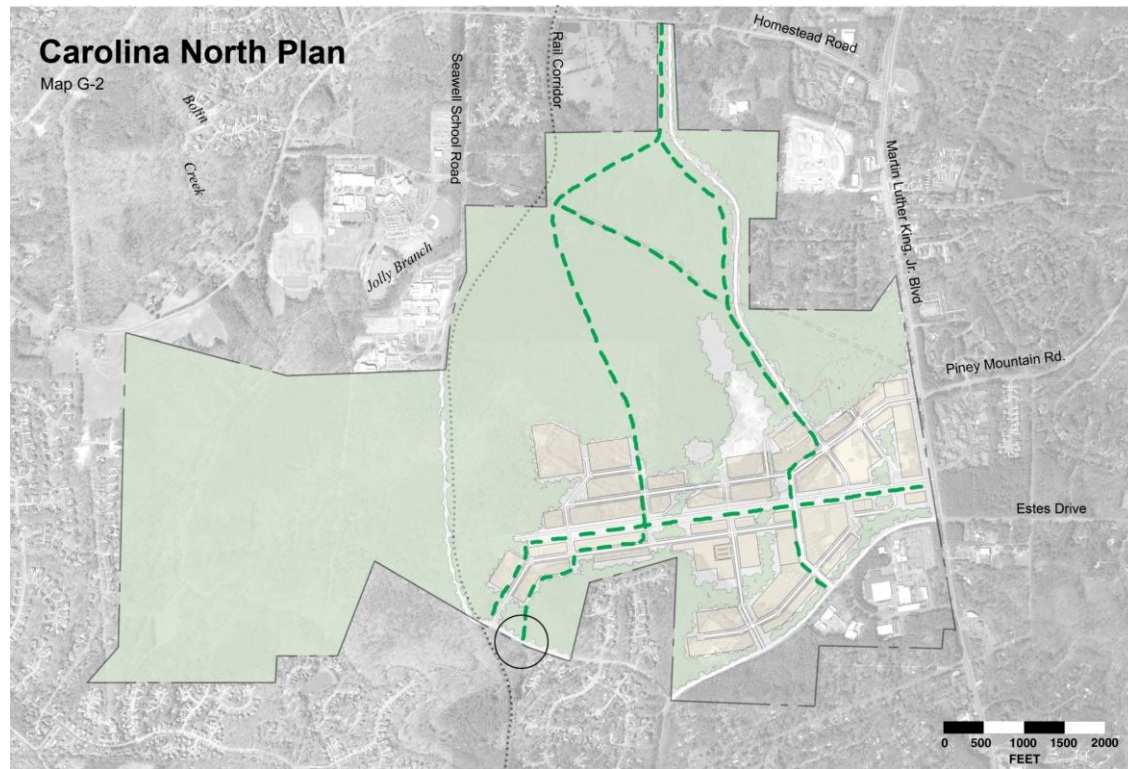 Carolina North Plan
Map G-2
Homestead Road
Rail Corridor
Seawell School Road
Bolin
Creek
Martin Luther King, Jr. Blvd
Jolly Branch
Piney Mountain Rd.
Estes Drive
0 500 1000 1500 2000
FEET